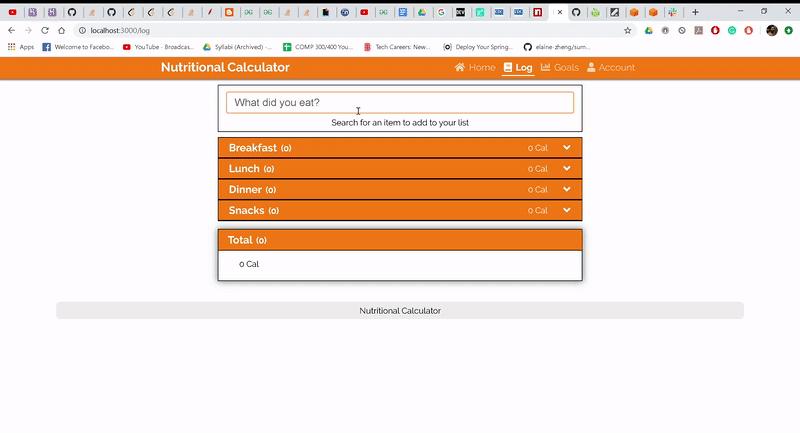 localhost:3000/log
Apps Welcome to Facebo... YouTube - Broadcas... Syllabi (Archived) -... COMP 300/400 You... Tech Careers: New... Deploy Your Spring... elaine-zheng/sum...
Nutritional Calculator Home Log Goals Account
What did you eat?
Search for an item to add to your list
Breakfast (0) 0 Cal
Lunch (0) 0 Cal
Dinner (0) 0 Cal
Snacks (0) 0 Cal
Total (0)
0 Cal
Nutritional Calculator